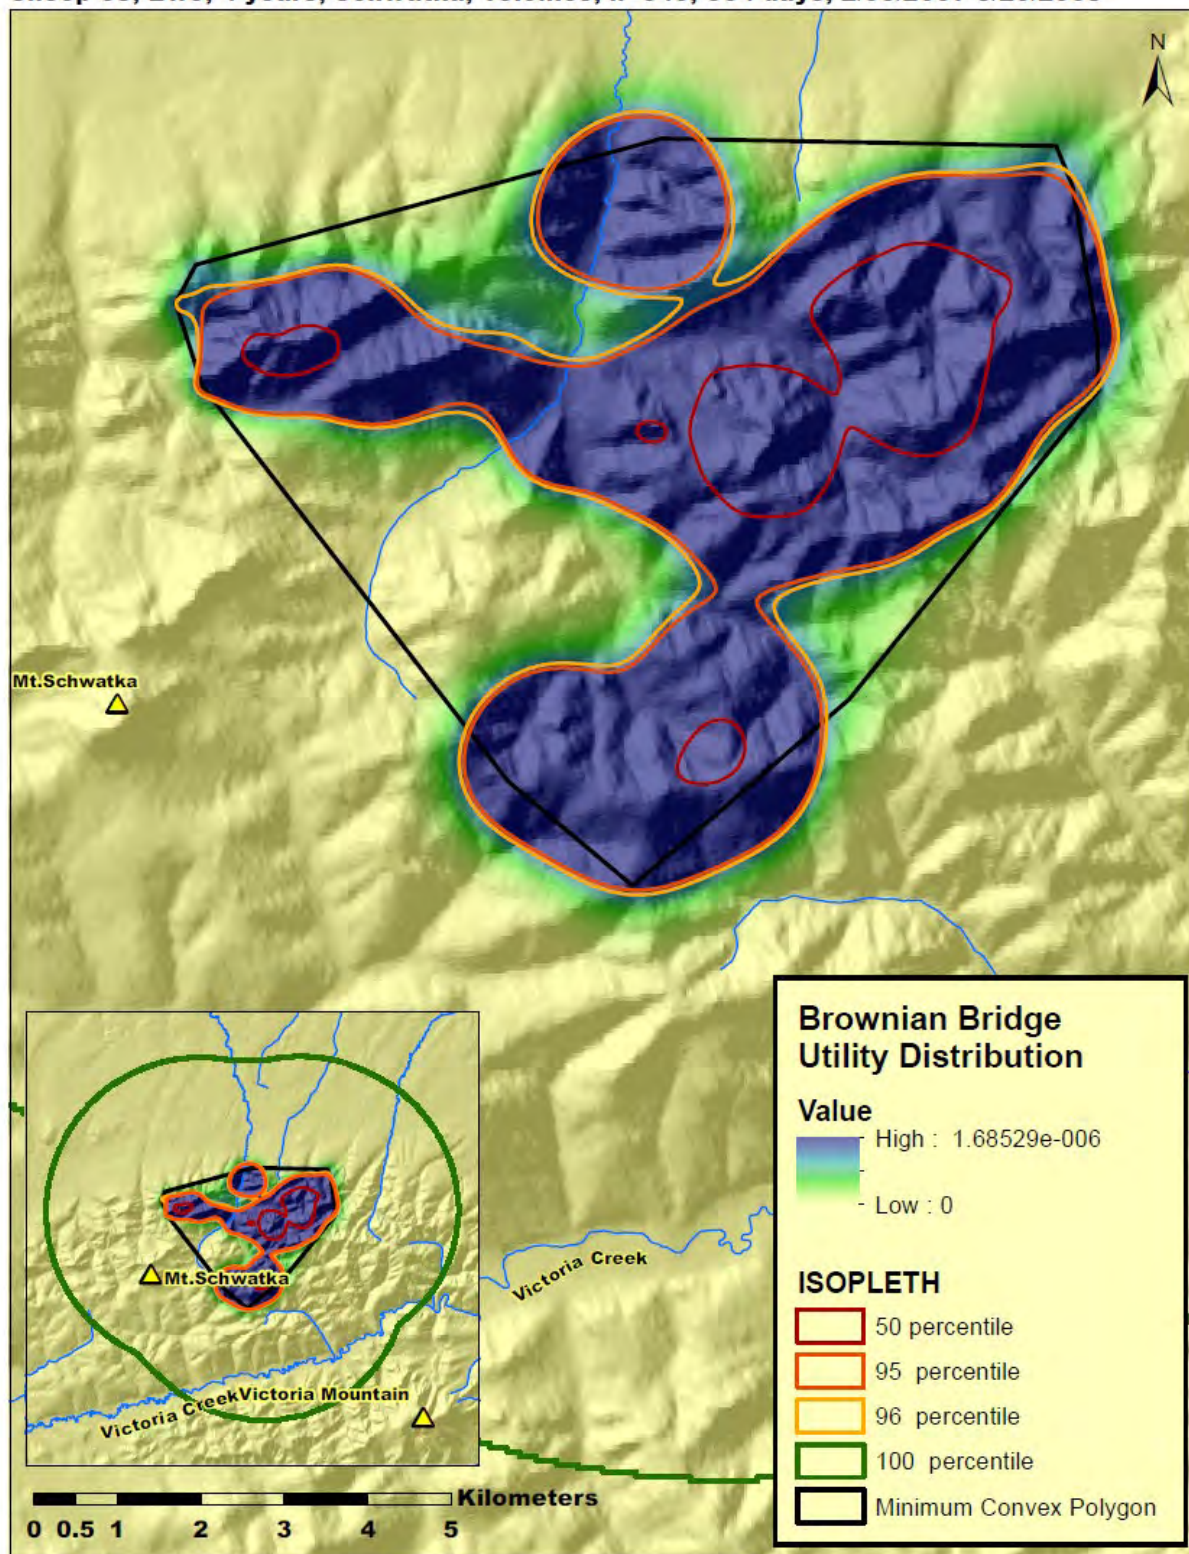 N
Mt.Schwatka
Brownian Bridge
Utility Distribution
Value
High : 1.68529e-006
Low : 0
ISOPLETH
50 percentile
95 percentile
96 percentile
100 percentile
Minimum Convex Polygon
Victoria Creek
Mt.Schwatka
Victoria Creek
Victoria Mountain
Kilometers
0 0.5 1 2 3 4 5